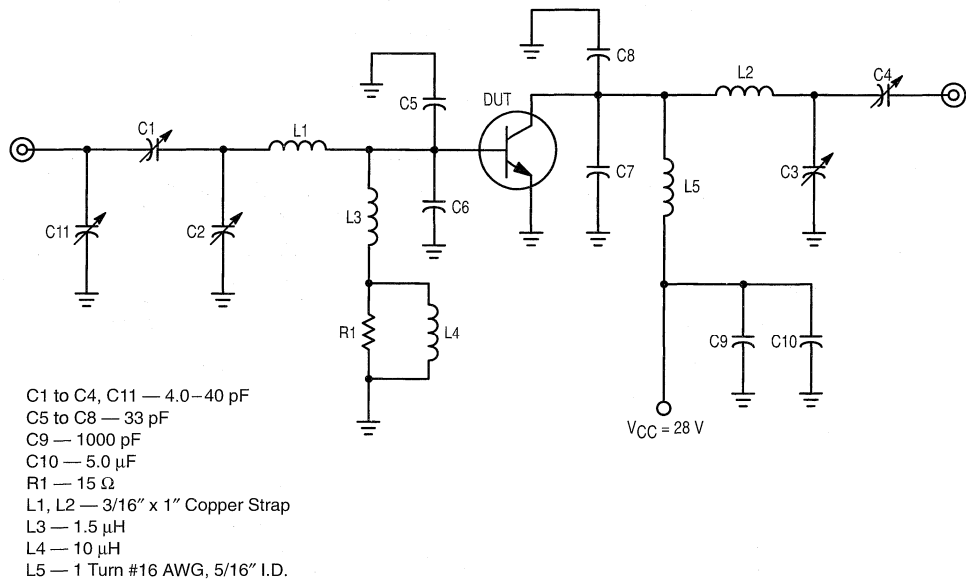 C8
L2
C4
C5
DUT
C1
L1
C7
L5
C3
C11
C2
L3
C6
R1
L4
C9
C10
VCC = 28 V
C1 to C4, C11 — 4.0–40 pF
C5 to C8 — 33 pF
C9 — 1000 pF
C10 — 5.0 μF
R1 — 15 Ω
L1, L2 — 3/16″ x 1″ Copper Strap
L3 — 1.5 μH
L4 — 10 μH
L5 — 1 Turn #16 AWG, 5/16″ I.D.